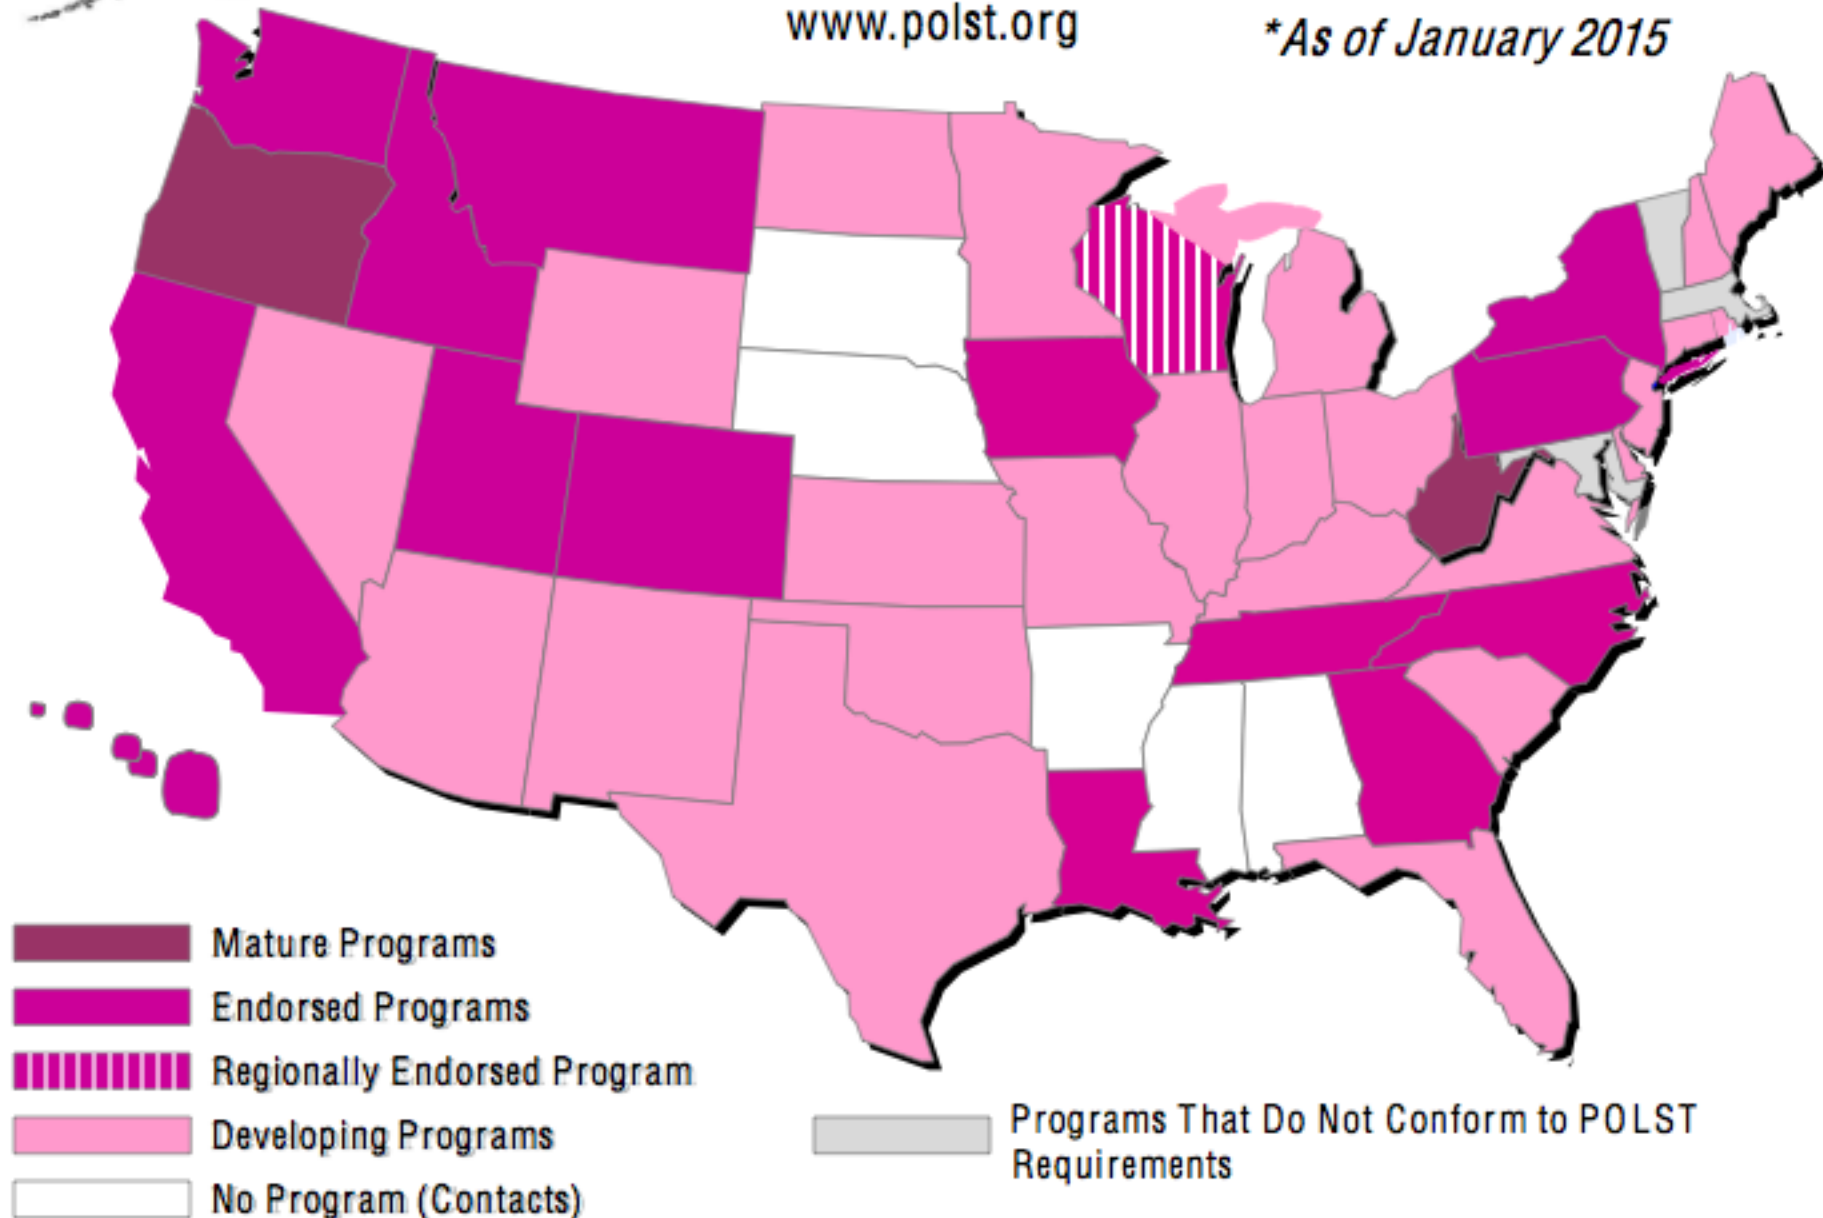 www.polst.org
*As of January 2015
Mature Programs
Endorsed Programs
Regionally Endorsed Program
Developing Programs
No Program (Contacts)
Programs That Do Not Conform to POLST
Requirements